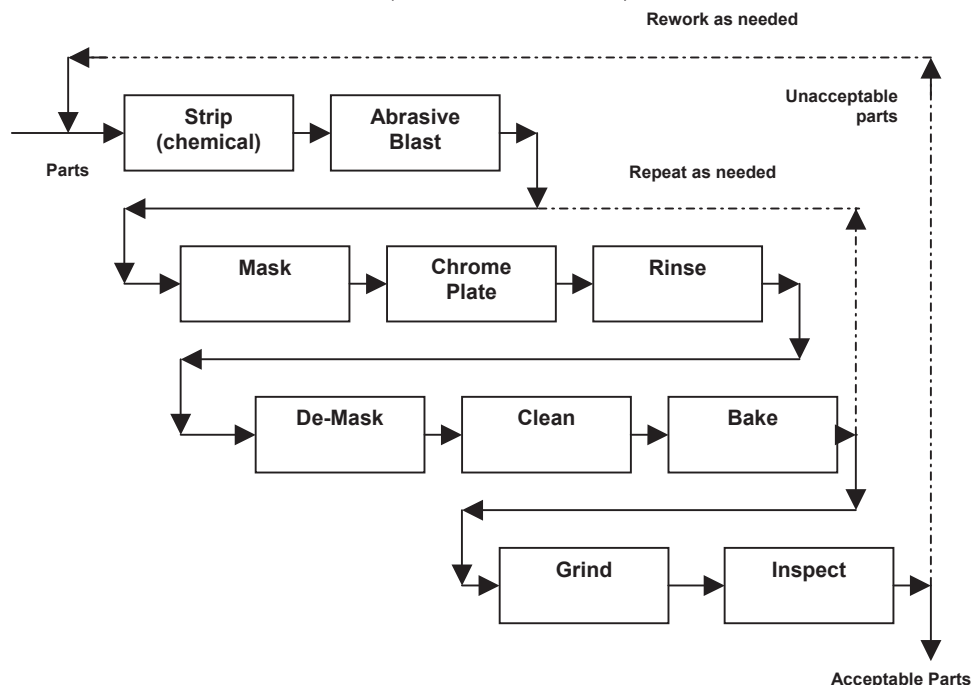 Rework as needed
Unacceptable
parts
Strip
(chemical)
Abrasive
Blast
Parts
Repeat as needed
Mask
Chrome
Plate
Rinse
De-Mask
Clean
Bake
Grind
Inspect
Acceptable Parts